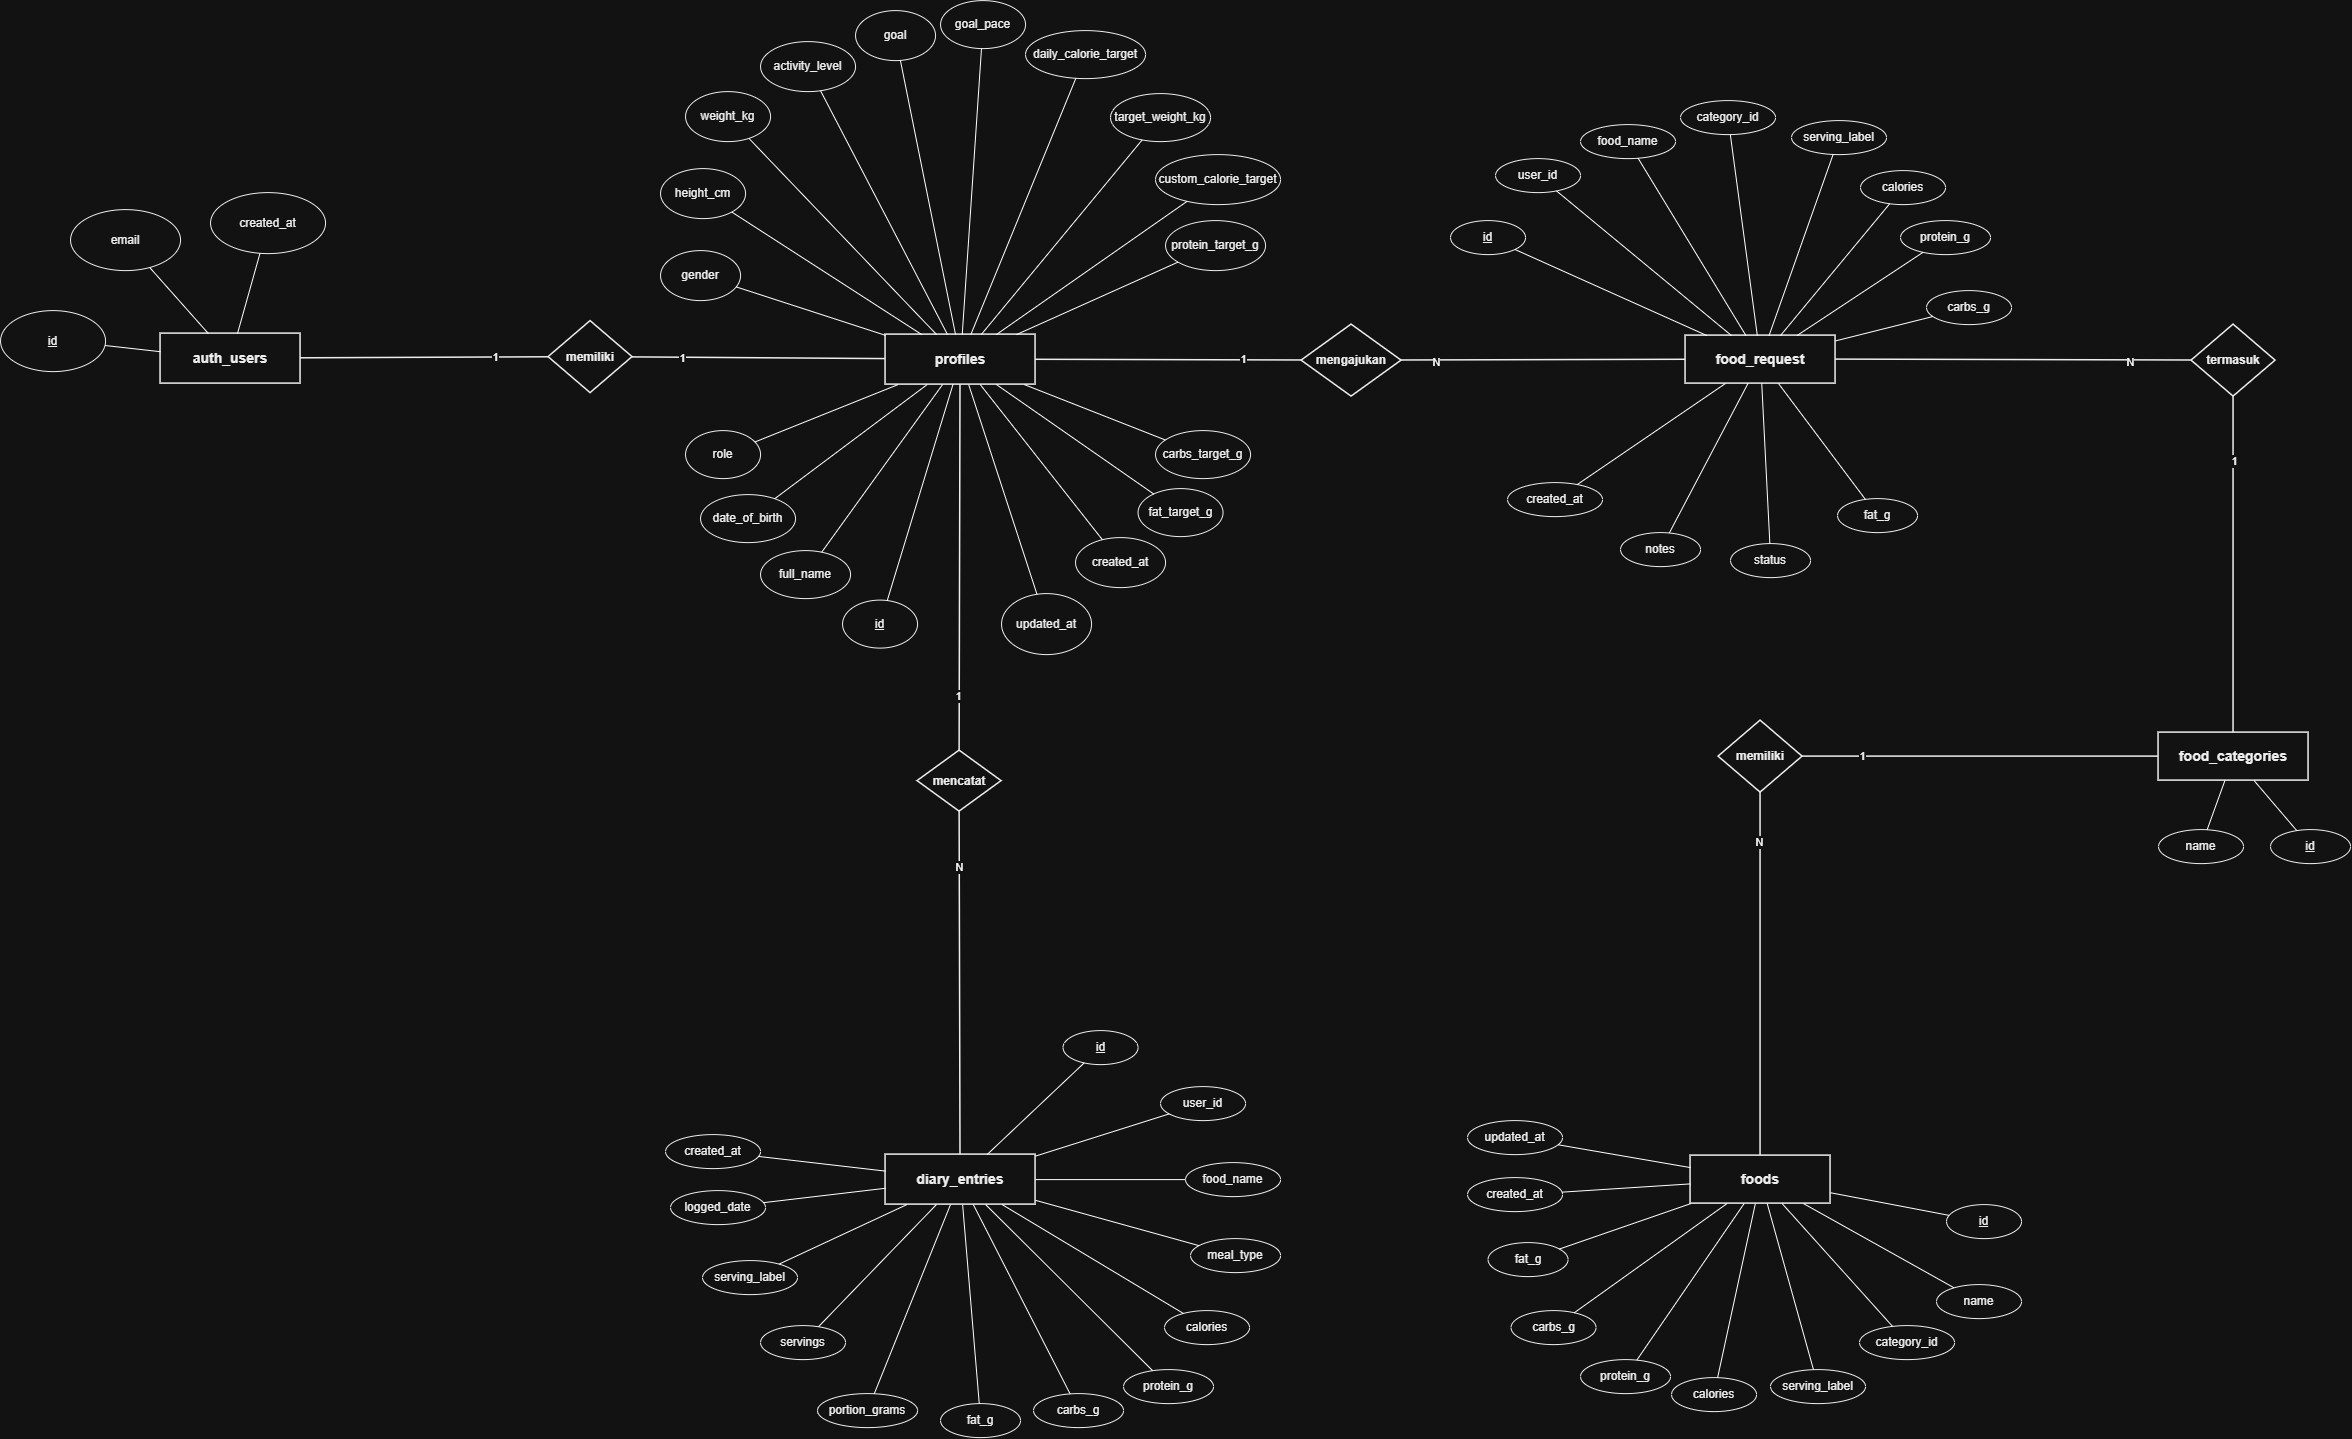 goal_pace
goal
daily_calorie_target
activity_level
weight_kg
target_weight_kg
height_cm
custom_calorie_target
gender
protein_target_g
email
created_at
id
auth_users
1
memiliki
1
profiles
1
mengajukan
N
food_request
N
termasuk
1
category_id
food_name
serving_label
user_id
calories
id
protein_g
carbs_g
role
carbs_target_g
date_of_birth
fat_target_g
full_name
created_at
id
updated_at
created_at
fat_g
notes
status
1
mencatat
N
memiliki
1
food_categories
name
id
N
id
user_id
created_at
diary_entries
food_name
logged_date
meal_type
serving_label
calories
servings
protein_g
portion_grams
fat_g
carbs_g
updated_at
foods
created_at
id
fat_g
name
carbs_g
category_id
protein_g
calories
serving_label